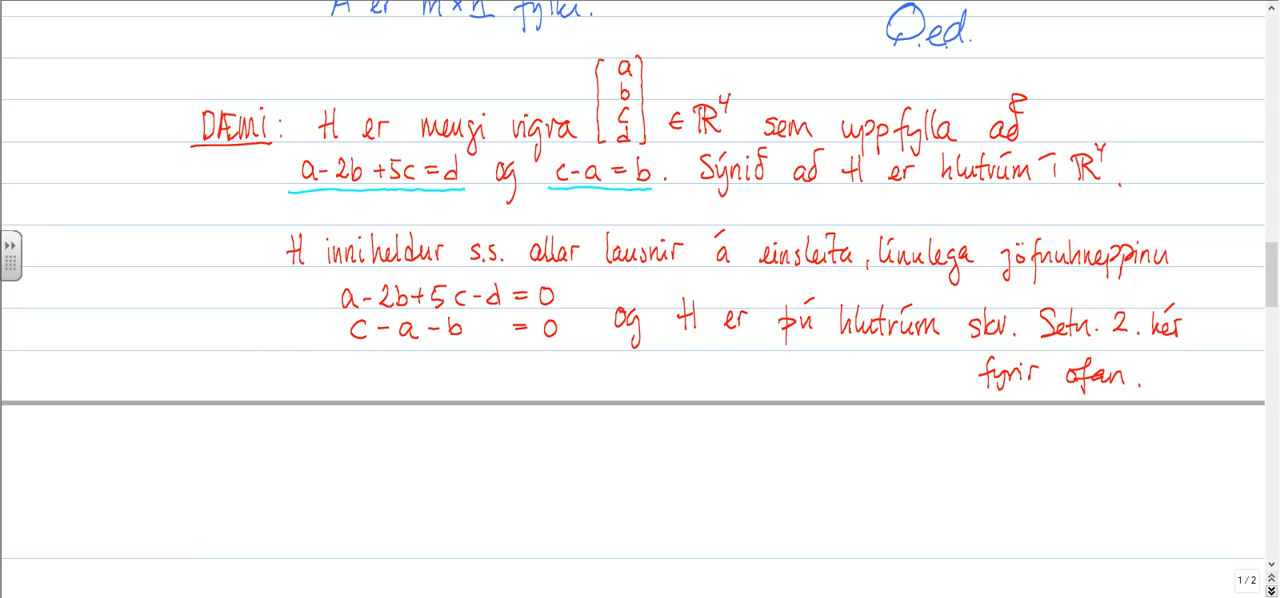 A er m×n fylki.
Q.e.d.
DÆMI: H er mengi vigra [a b c d] ∈ ℝ⁴ sem uppfylla að
a-2b+5c=d og c-a=b. Sýnið að H er hlutrúm í ℝ⁴.
H inniheldur s.s. allar lausnir á einsleita, línulega jöfnuhneppinu
a-2b+5c-d=0
c-a-b =0 og H er því hlutrúm skv. Setn. 2. hér
fyrir ofan.
1/2